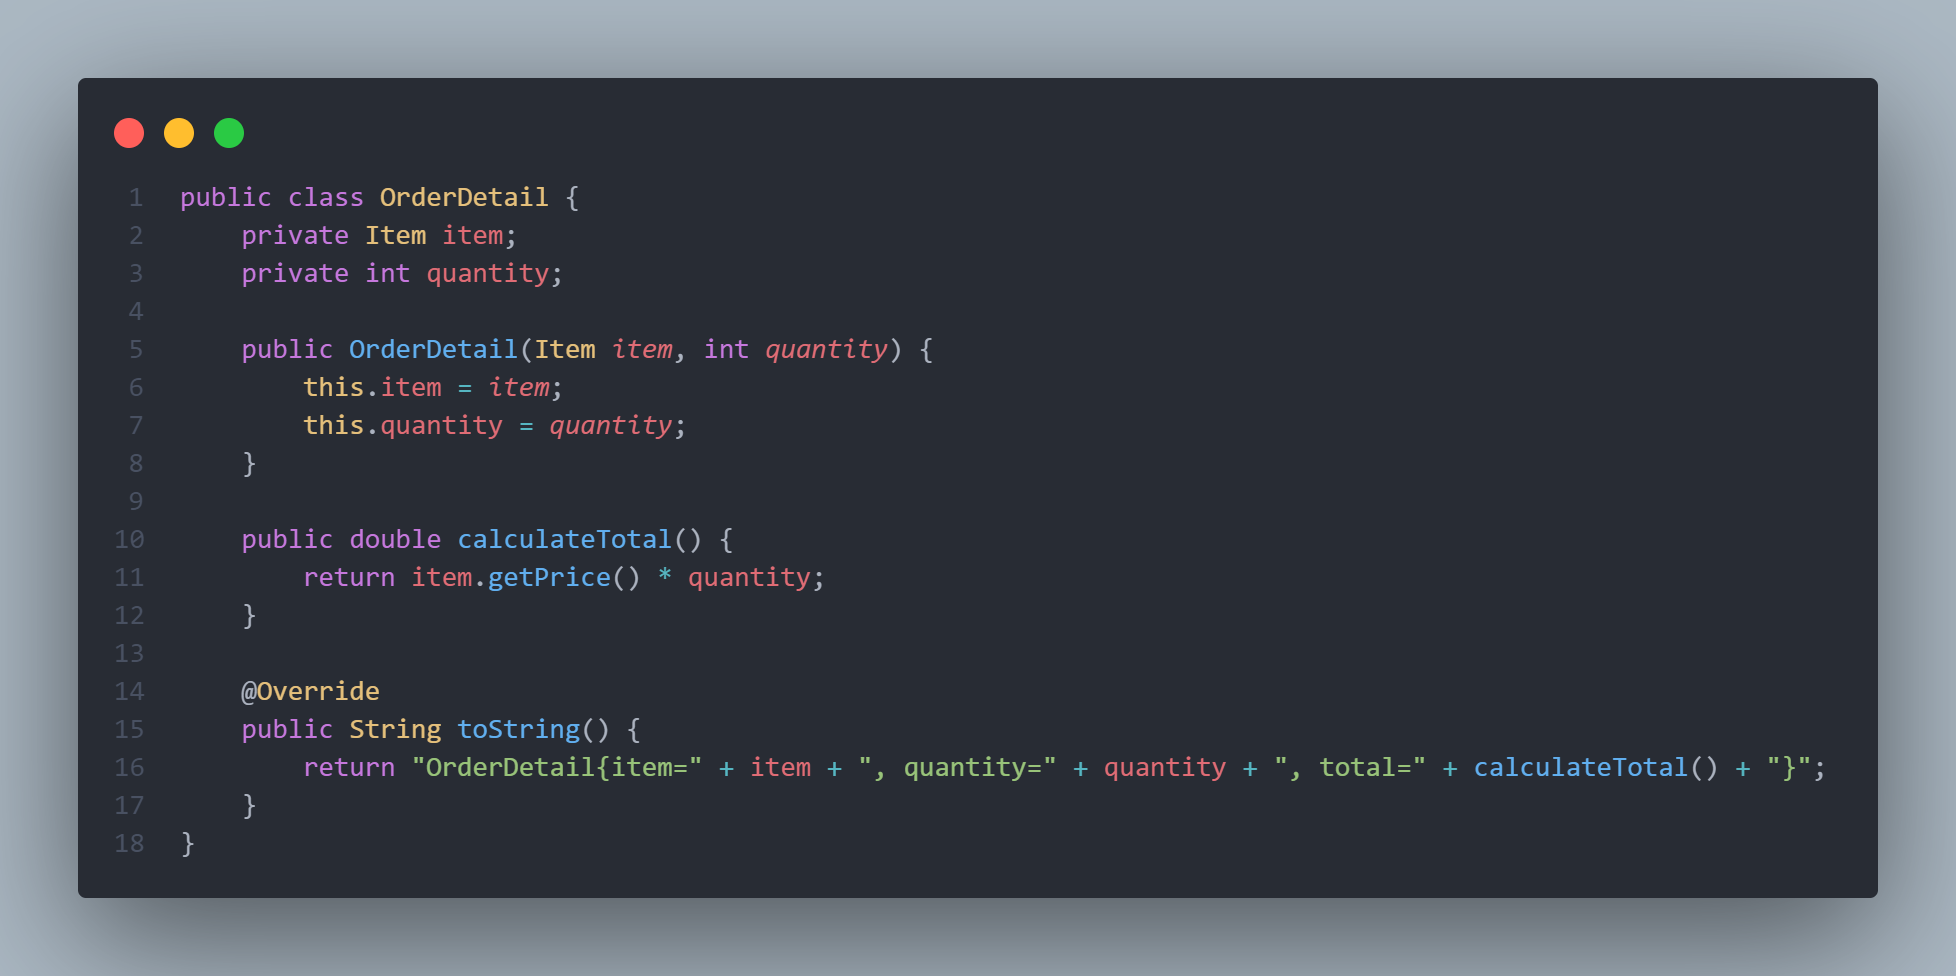 1 public class OrderDetail {
2     private Item item;
3     private int quantity;
4
5     public OrderDetail(Item item, int quantity) {
6         this.item = item;
7         this.quantity = quantity;
8     }
9
10     public double calculateTotal() {
11         return item.getPrice() * quantity;
12     }
13
14     @Override
15     public String toString() {
16         return "OrderDetail{item=" + item + ", quantity=" + quantity + ", total=" + calculateTotal() + "}";
17     }
18 }